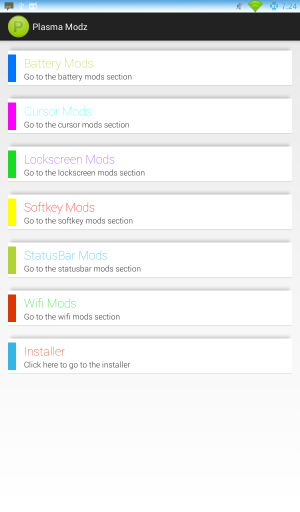 7:24
P
Plasma Modz
Battery Mods
Go to the battery mods section
Cursor Mods
Go to the cursor mods section
Lockscreen Mods
Go to the lockscreen mods section
Softkey Mods
Go to the softkey mods section
StatusBar Mods
Go to the statusbar mods section
Wifi Mods
Go to the wifi mods section
Installer
Click here to go to the installer